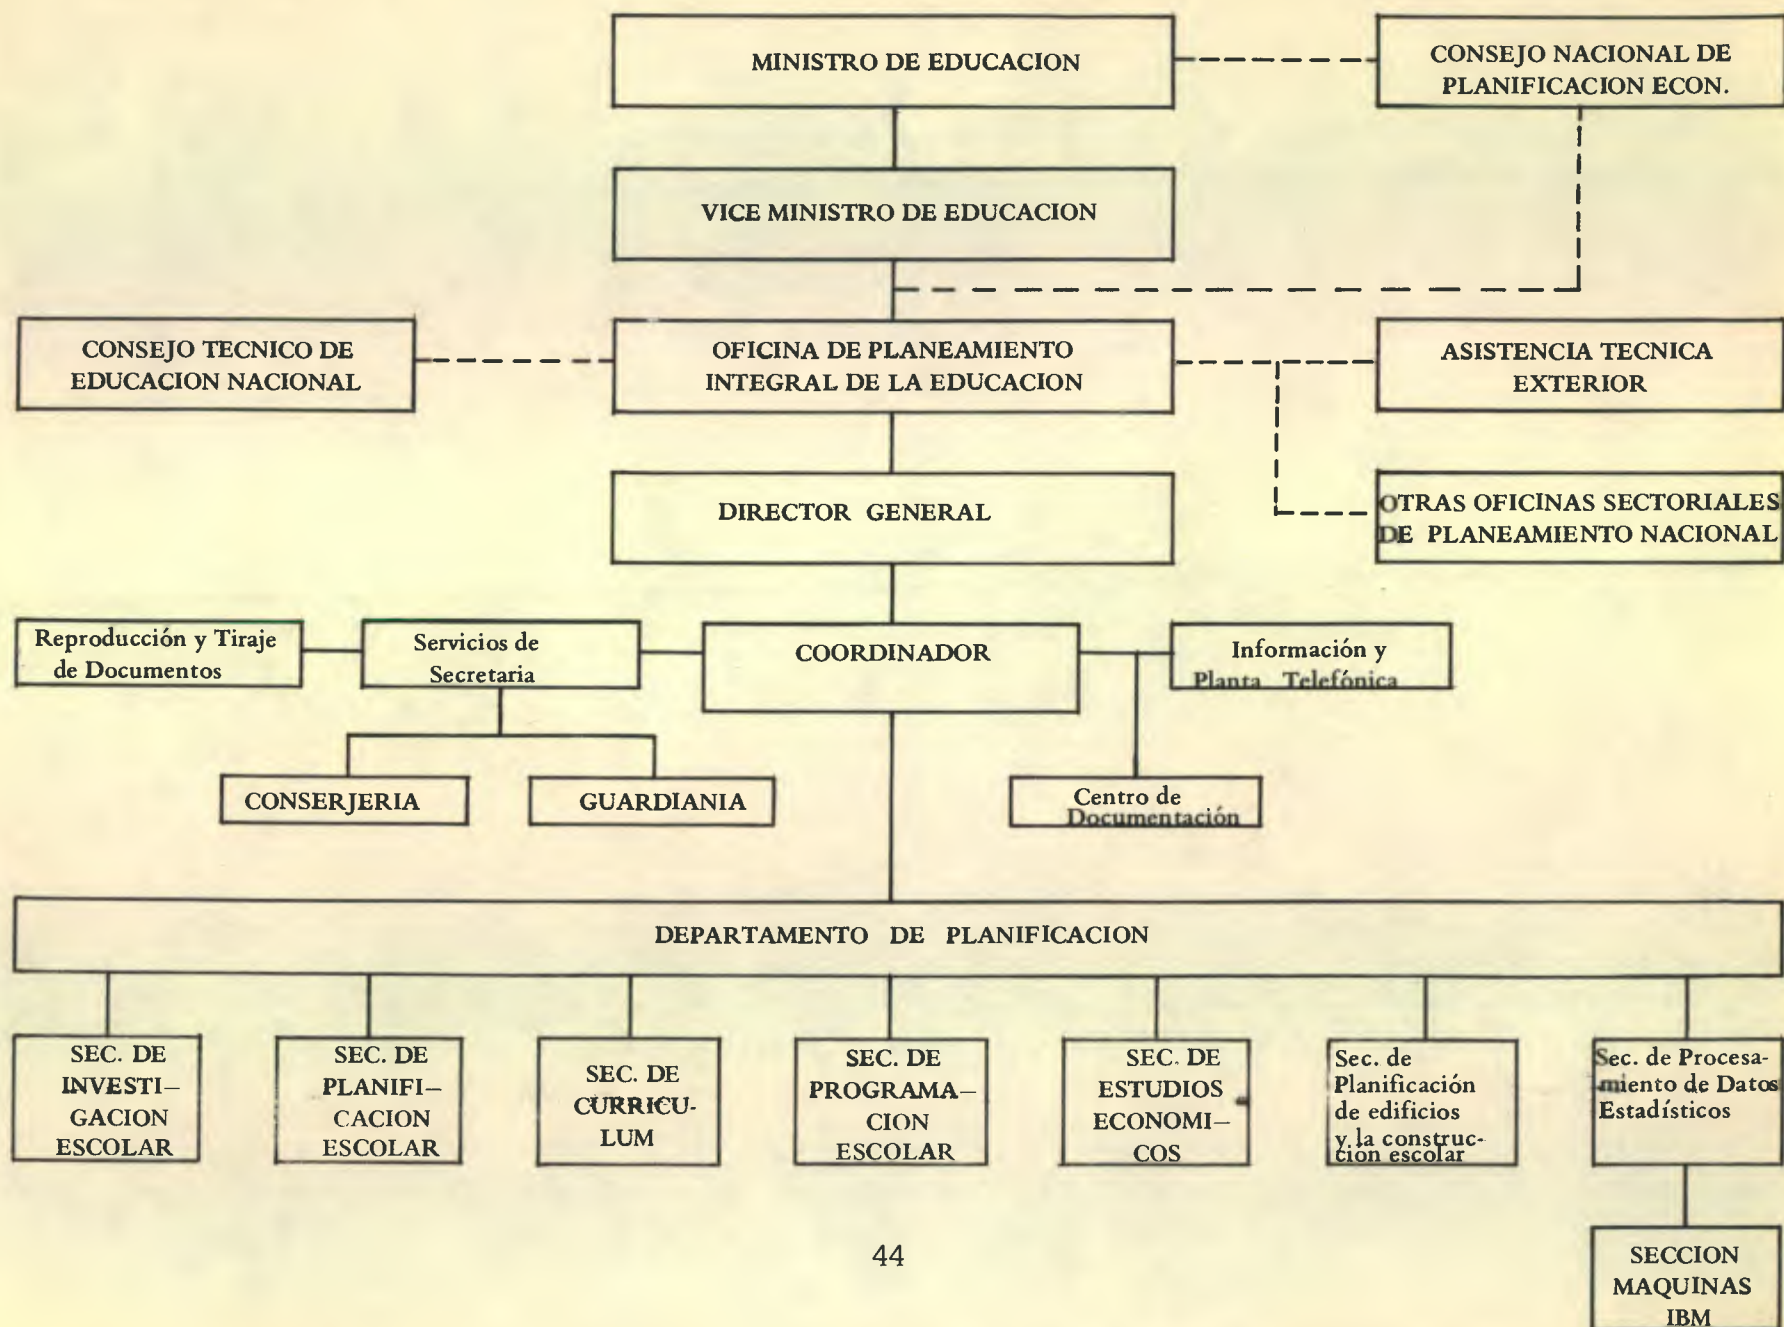 MINISTRO DE EDUCACION
CONSEJO NACIONAL DE
PLANIFICACION ECON.
VICE MINISTRO DE EDUCACION
CONSEJO TECNICO DE
EDUCACION NACIONAL
OFICINA DE PLANEAMIENTO
INTEGRAL DE LA EDUCACION
ASISTENCIA TECNICA
EXTERIOR
DIRECTOR GENERAL
OTRAS OFICINAS SECTORIALES
DE PLANEAMIENTO NACIONAL
Reproducción y Tiraje
de Documentos
Servicios de
Secretaria
COORDINADOR
Información y
Planta Telefónica
CONSERJERIA
GUARDIANIA
Centro de
Documentación
DEPARTAMENTO DE PLANIFICACION
SEC. DE
INVESTI—
GACION
ESCOLAR
SEC. DE
PLANIFI—
CACION
ESCOLAR
SEC. DE
CURRICU-
LUM
SEC. DE
PROGRAMA—
CION
ESCOLAR
SEC. DE
ESTUDIOS
ECONOMI—
COS
Sec. de
Planificación
de edificios
y la construc-
ción escolar
Sec. de Procesa-
miento de Datos
Estadísticos
SECCION
MAQUINAS
IBM
44